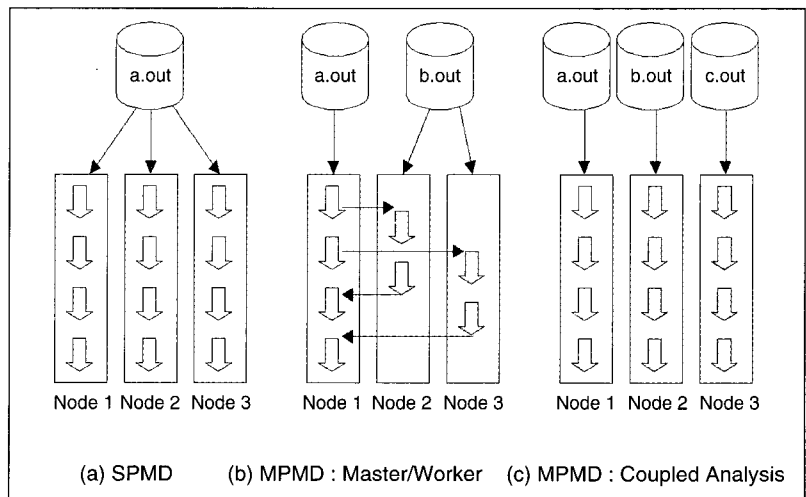 a.out
a.out
b.out
a.out
b.out
c.out
Node 1 Node 2 Node 3
Node 1 Node 2 Node 3
Node 1 Node 2 Node 3
(a) SPMD
(b) MPMD : Master/Worker
(c) MPMD : Coupled Analysis